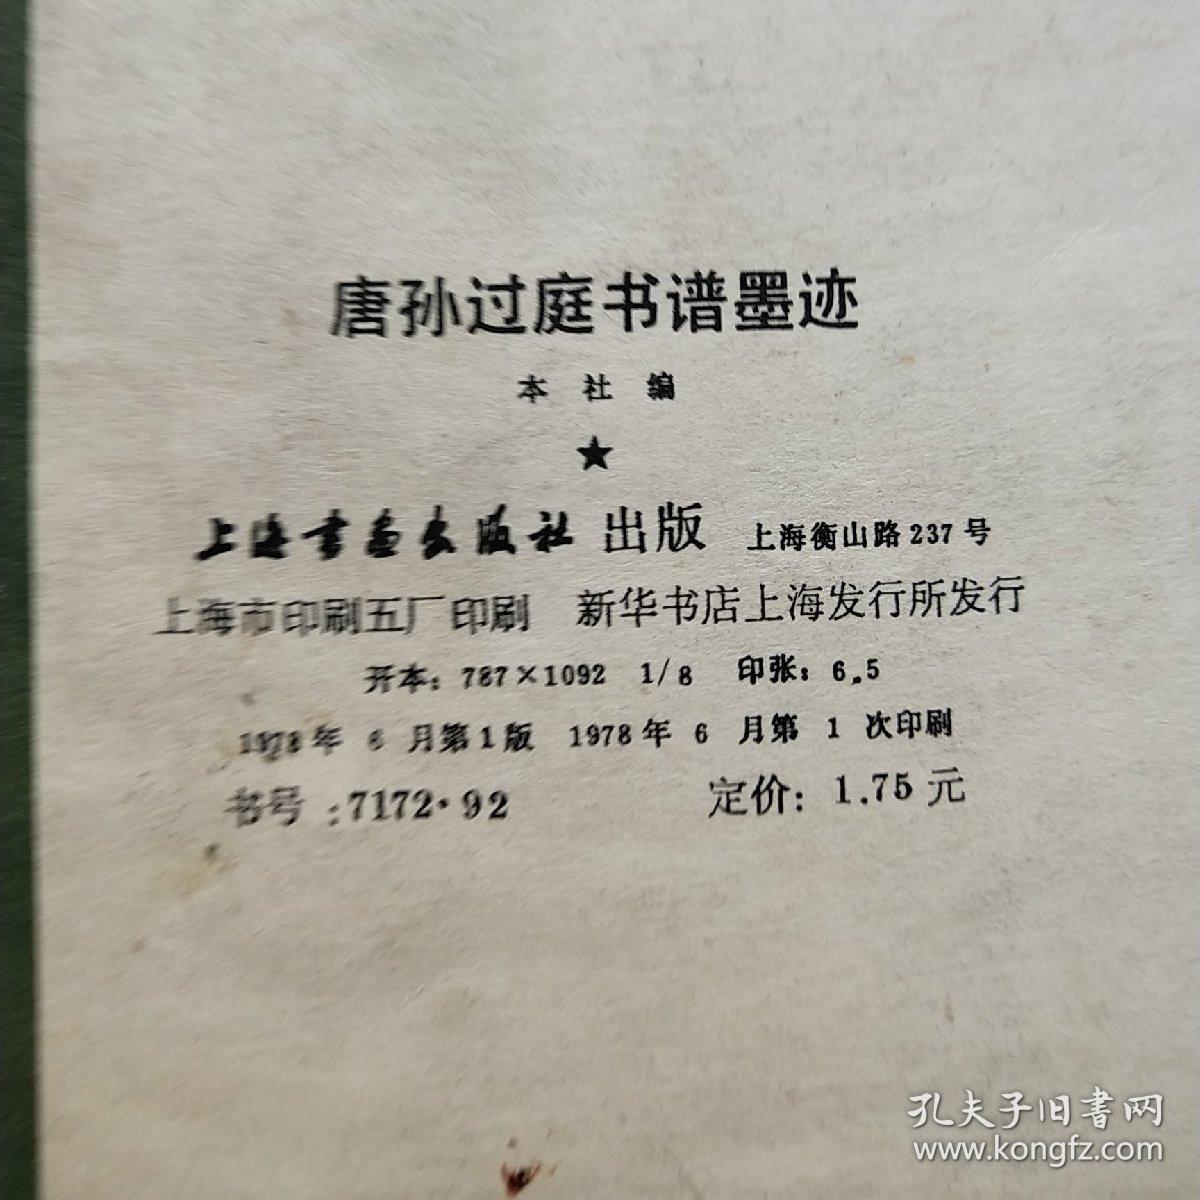 唐孙过庭书谱墨迹
本社编
★
上海书画出版社 出版 上海衡山路237号
上海市印刷五厂印刷 新华书店上海发行所发行
开本：787×1092 1/8 印张：6.5
1978年 6 月第1版 1978年 6 月第 1 次印刷
书号：7172·92 定价：1.75元
孔夫子旧书网
www.kongfz.com